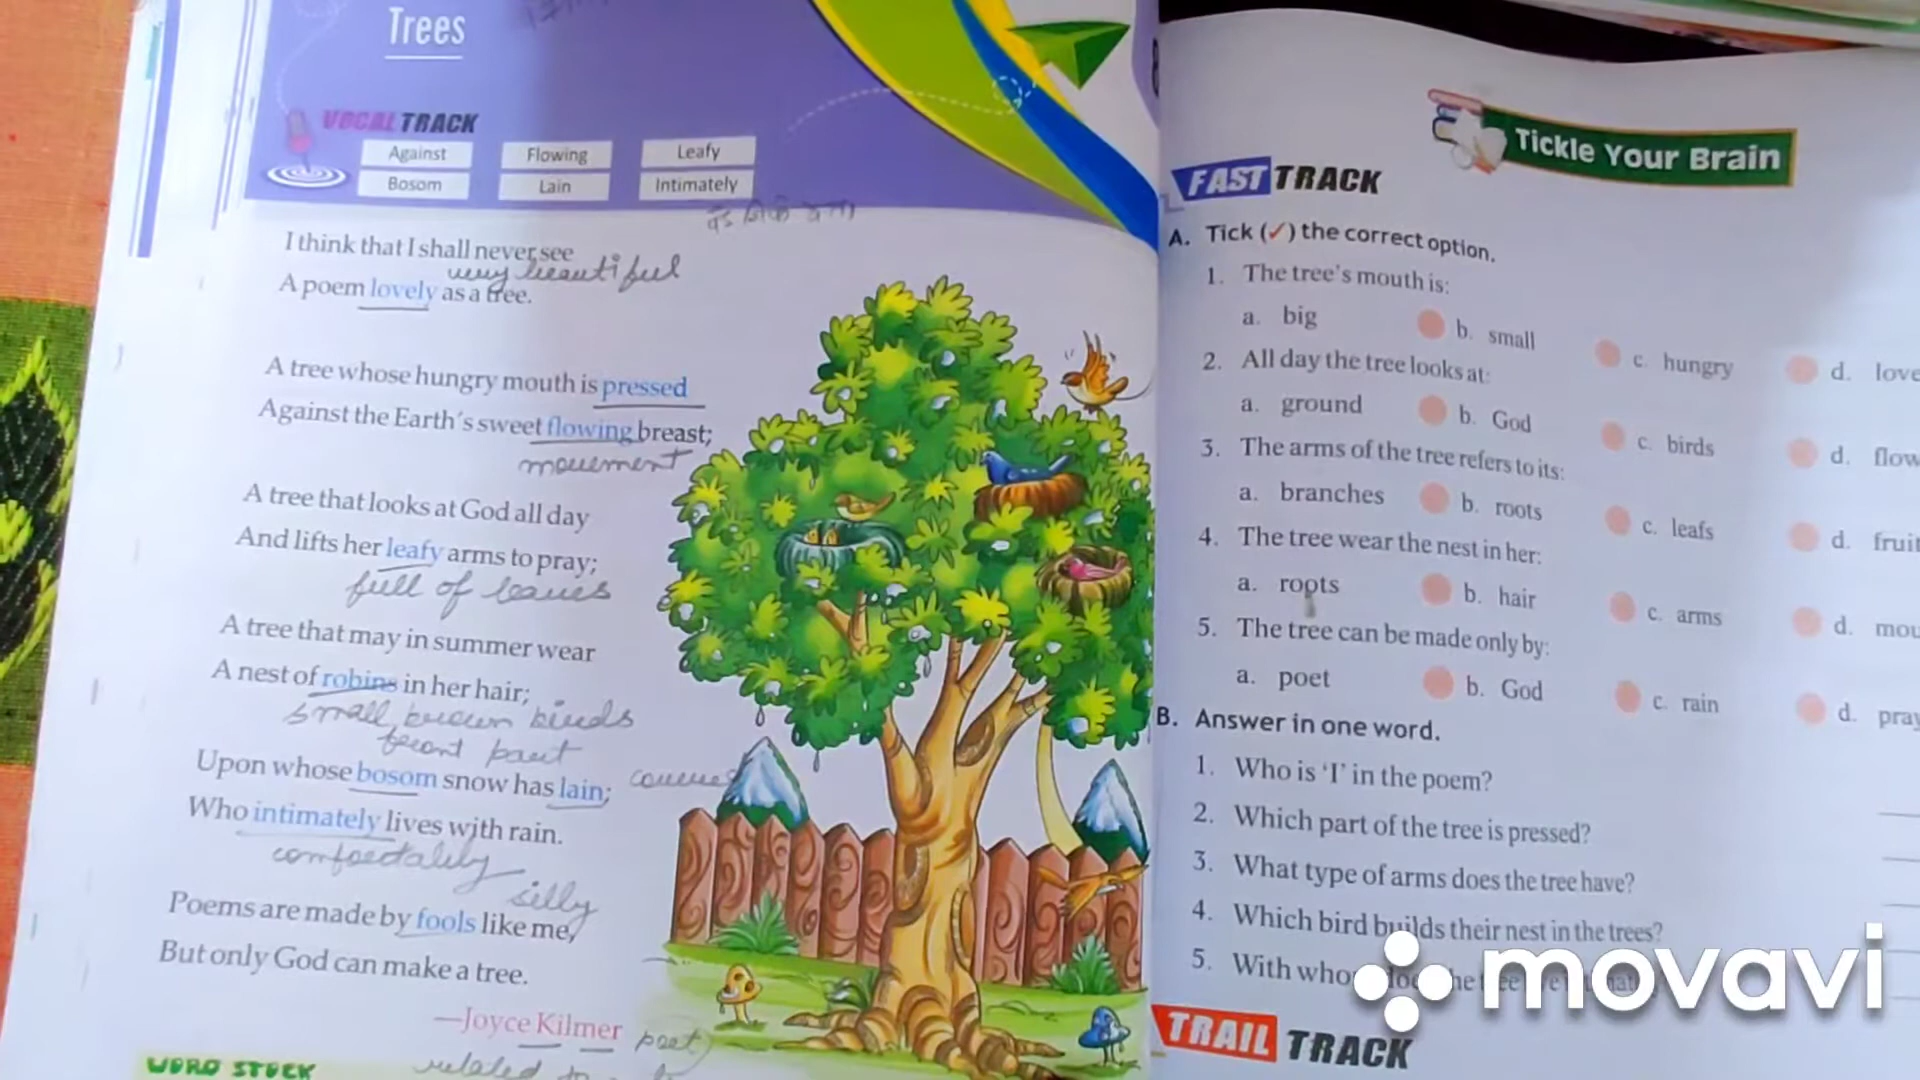 Trees
VOCAL TRACK
Against Flowing Leafy
Bosom Lain Intimately
I think that I shall never see
very beautiful
A poem lovely as a tree.
A tree whose hungry mouth is pressed
Against the Earth's sweet flowing breast;
movement
A tree that looks at God all day
And lifts her leafy arms to pray;
full of leaves
A tree that may in summer wear
A nest of robins in her hair;
small brown birds
front part
Upon whose bosom snow has lain;
Who intimately lives with rain.
comfortablily
silly
Poems are made by fools like me,
But only God can make a tree.
—Joyce Kilmer poet)
related to
WORD STOCK
Tickle Your Brain
FAST TRACK
A. Tick (✓) the correct option.
1. The tree's mouth is:
a. big b. small c. hungry d. love
2. All day the tree looks at:
a. ground b. God c. birds d. flow
3. The arms of the tree refers to its:
a. branches b. roots c. leafs d. fruit
4. The tree wear the nest in her:
a. roots b. hair c. arms d. mou
5. The tree can be made only by:
a. poet b. God c. rain d. pray
B. Answer in one word.
1. Who is 'I' in the poem?
2. Which part of the tree is pressed?
3. What type of arms does the tree have?
4. Which bird builds their nest in the trees?
5. With who
movavi
TRAIL TRACK